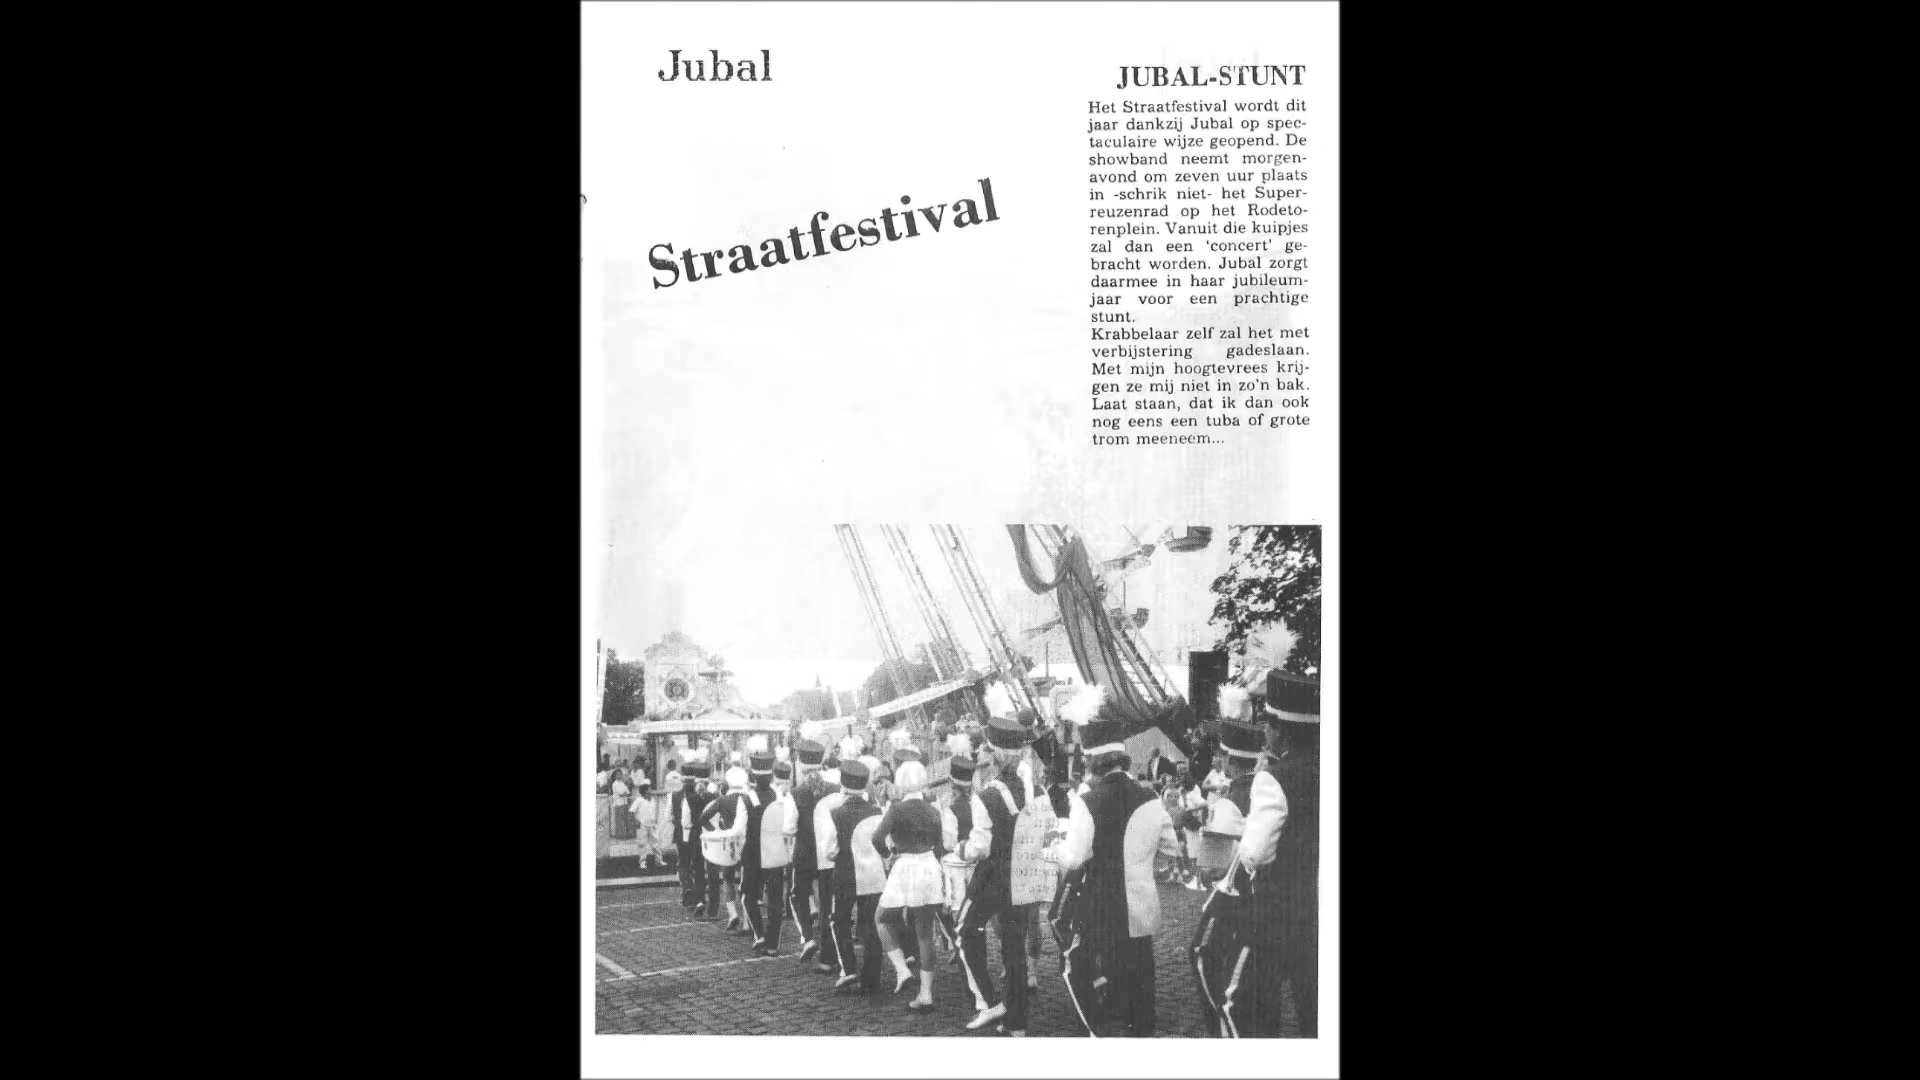 Jubal
Straatfestival
JUBAL-STUNT
Het Straatfestival wordt dit
jaar dankzij Jubal op spec-
taculaire wijze geopend. De
showband neemt morgen-
avond om zeven uur plaats
in -schrik niet- het Super-
reuzenrad op het Rodeto-
renplein. Vanuit die kuipjes
zal dan een 'concert' ge-
bracht worden. Jubal zorgt
daarmee in haar jubileum-
jaar voor een prachtige
stunt.
Krabbelaar zelf zal het met
verbijstering gadeslaan.
Met mijn hoogtevrees krij-
gen ze mij niet in zo'n bak.
Laat staan, dat ik dan ook
nog eens een tuba of grote
trom meeneem...